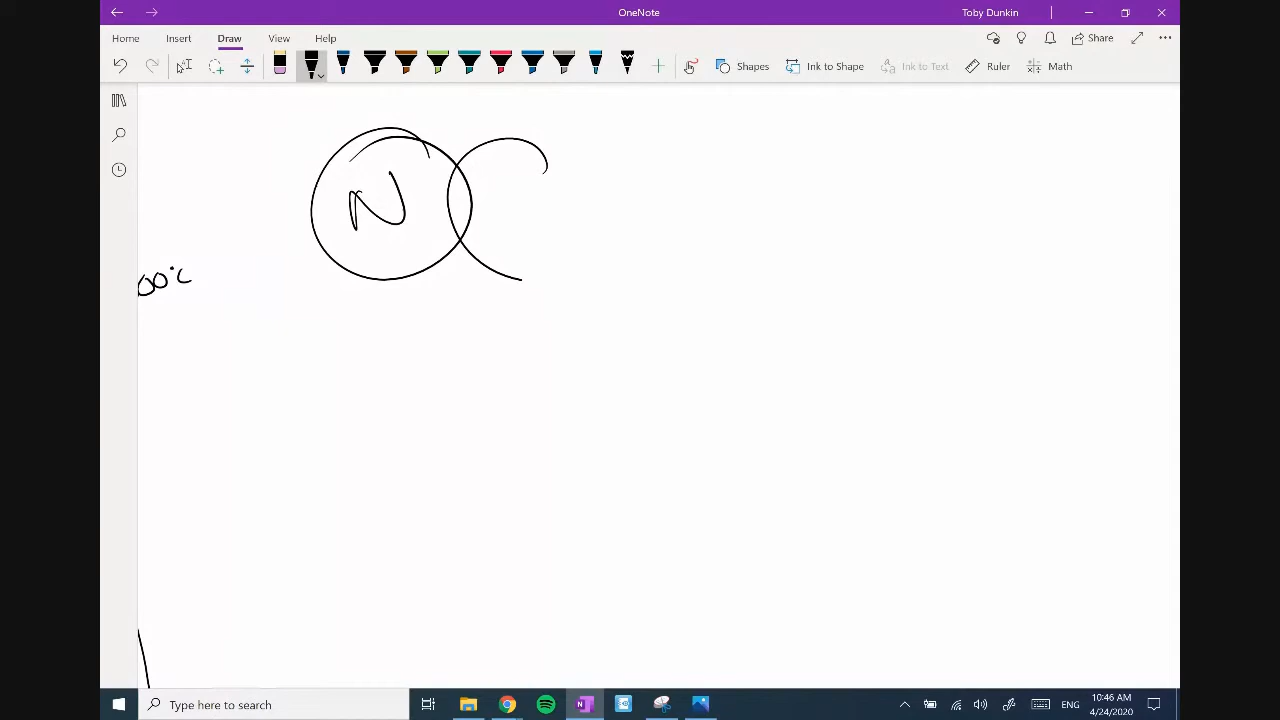 OneNote
Toby Dunkin
Home Insert Draw View Help
Share
Shapes
Ink to Shape
Ink to Text
Ruler
Math
N
00°C
Type here to search
N
ENG
10:46 AM
4/24/2020